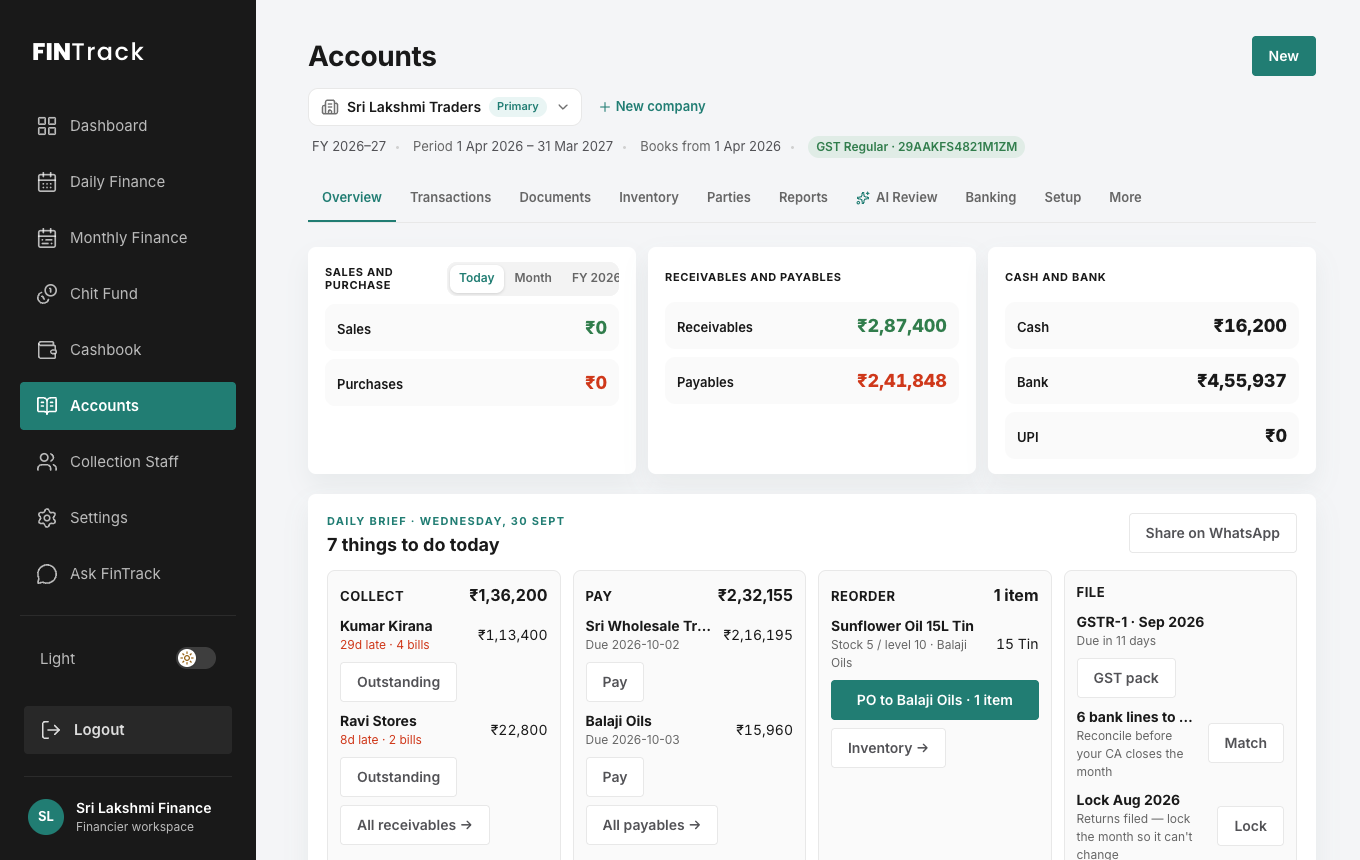 FINTrack
Dashboard
Daily Finance
Monthly Finance
Chit Fund
Cashbook
Accounts
Collection Staff
Settings
Ask FinTrack
Light
Logout
SL
Sri Lakshmi Finance
Financier workspace
Accounts
New
Sri Lakshmi Traders Primary
+ New company
FY 2026–27 · Period 1 Apr 2026 – 31 Mar 2027 · Books from 1 Apr 2026 · GST Regular · 29AAKFS4821M1ZM
Overview Transactions Documents Inventory Parties Reports AI Review Banking Setup More
SALES AND
PURCHASE
Today Month FY 2026
Sales ₹0
Purchases ₹0
RECEIVABLES AND PAYABLES
Receivables ₹2,87,400
Payables ₹2,41,848
CASH AND BANK
Cash ₹16,200
Bank ₹4,55,937
UPI ₹0
DAILY BRIEF · WEDNESDAY, 30 SEPT
7 things to do today
Share on WhatsApp
COLLECT ₹1,36,200
Kumar Kirana ₹1,13,400
29d late · 4 bills
Outstanding
Ravi Stores ₹22,800
8d late · 2 bills
Outstanding
All receivables →
PAY ₹2,32,155
Sri Wholesale Tr... ₹2,16,195
Due 2026-10-02
Pay
Balaji Oils ₹15,960
Due 2026-10-03
Pay
All payables →
REORDER 1 item
Sunflower Oil 15L Tin
Stock 5 / level 10 · Balaji
Oils
15 Tin
PO to Balaji Oils · 1 item
Inventory →
FILE
GSTR-1 · Sep 2026
Due in 11 days
GST pack
6 bank lines to ...
Reconcile before
your CA closes the
month
Match
Lock Aug 2026
Returns filed — lock
the month so it can't
change
Lock